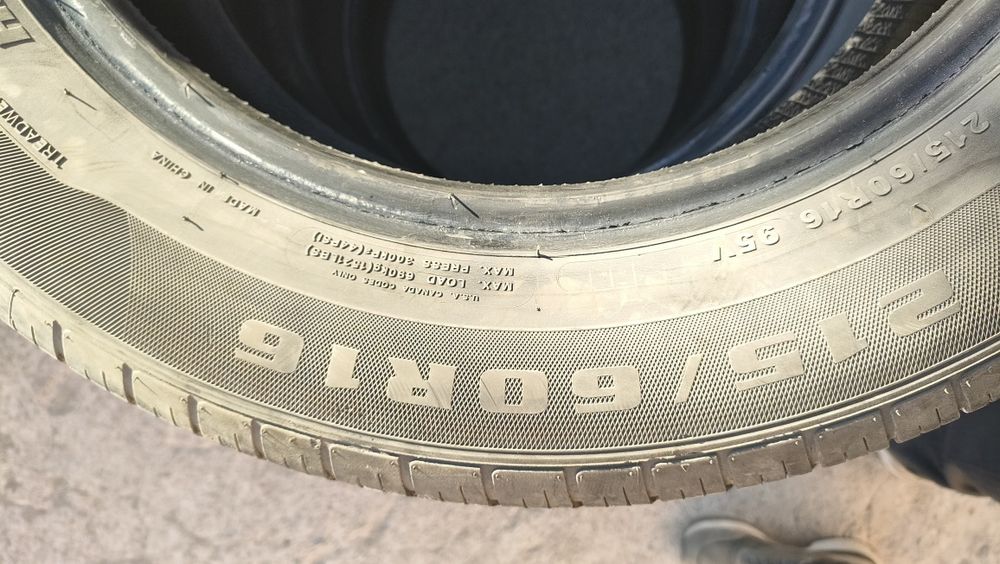 215/60R16 95V
U.S.A. CANADA CODES ONLY
MAX. LOAD 690kg(1521LBS)
MAX. PRESS 300kPa(44PSI)
MADE IN CHINA
215/60R16